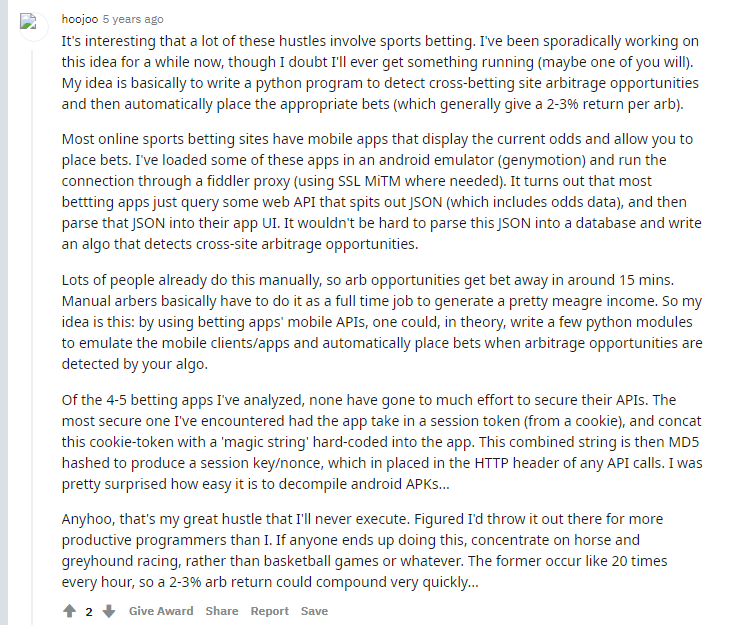 hoojoo 5 years ago
It's interesting that a lot of these hustles involve sports betting. I've been sporadically working on
this idea for a while now, though I doubt I'll ever get something running (maybe one of you will).
My idea is basically to write a python program to detect cross-betting site arbitrage opportunities
and then automatically place the appropriate bets (which generally give a 2-3% return per arb).
Most online sports betting sites have mobile apps that display the current odds and allow you to
place bets. I've loaded some of these apps in an android emulator (genymotion) and run the
connection through a fiddler proxy (using SSL MiTM where needed). It turns out that most
bettting apps just query some web API that spits out JSON (which includes odds data), and then
parse that JSON into their app UI. It wouldn't be hard to parse this JSON into a database and write
an algo that detects cross-site arbitrage opportunities.
Lots of people already do this manually, so arb opportunities get bet away in around 15 mins.
Manual arbers basically have to do it as a full time job to generate a pretty meagre income. So my
idea is this: by using betting apps' mobile APIs, one could, in theory, write a few python modules
to emulate the mobile clients/apps and automatically place bets when arbitrage opportunities are
detected by your algo.
Of the 4-5 betting apps I've analyzed, none have gone to much effort to secure their APIs. The
most secure one I've encountered had the app take in a session token (from a cookie), and concat
this cookie-token with a 'magic string' hard-coded into the app. This combined string is then MD5
hashed to produce a session key/nonce, which in placed in the HTTP header of any API calls. I was
pretty surprised how easy it is to decompile android APKs...
Anyhoo, that's my great hustle that I'll never execute. Figured I'd throw it out there for more
productive programmers than I. If anyone ends up doing this, concentrate on horse and
greyhound racing, rather than basketball games or whatever. The former occur like 20 times
every hour, so a 2-3% arb return could compound very quickly...
2 Give Award Share Report Save